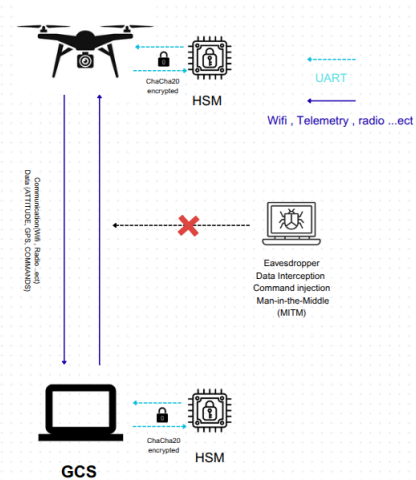 ChaCha20
encrypted
HSM
UART
Wifi , Telemetry , radio ...ect
Communication(Wifi . Radio ..ect)
Data (ATTITUDE, GPS, COMMANDS)
Eavesdropper
Data Interception
Command injection
Man-in-the-Middle
(MITM)
ChaCha20
encrypted
HSM
GCS